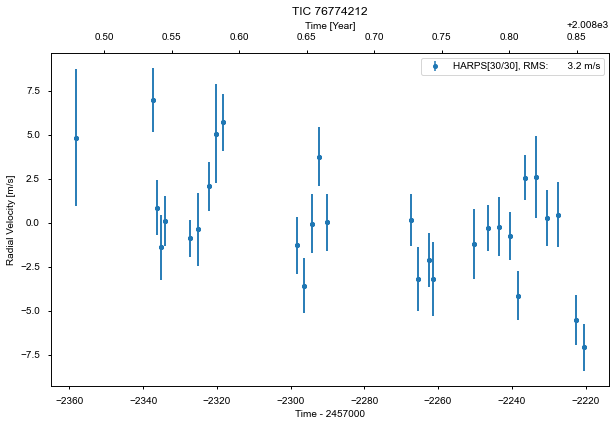 TIC 76774212
Time [Year]
+2.008e3
0.50 0.55 0.60 0.65 0.70 0.75 0.80 0.85
HARPS[30/30], RMS: 3.2 m/s
Radial Velocity [m/s]
7.5
5.0
2.5
0.0
−2.5
−5.0
−7.5
−2360 −2340 −2320 −2300 −2280 −2260 −2240 −2220
Time - 2457000